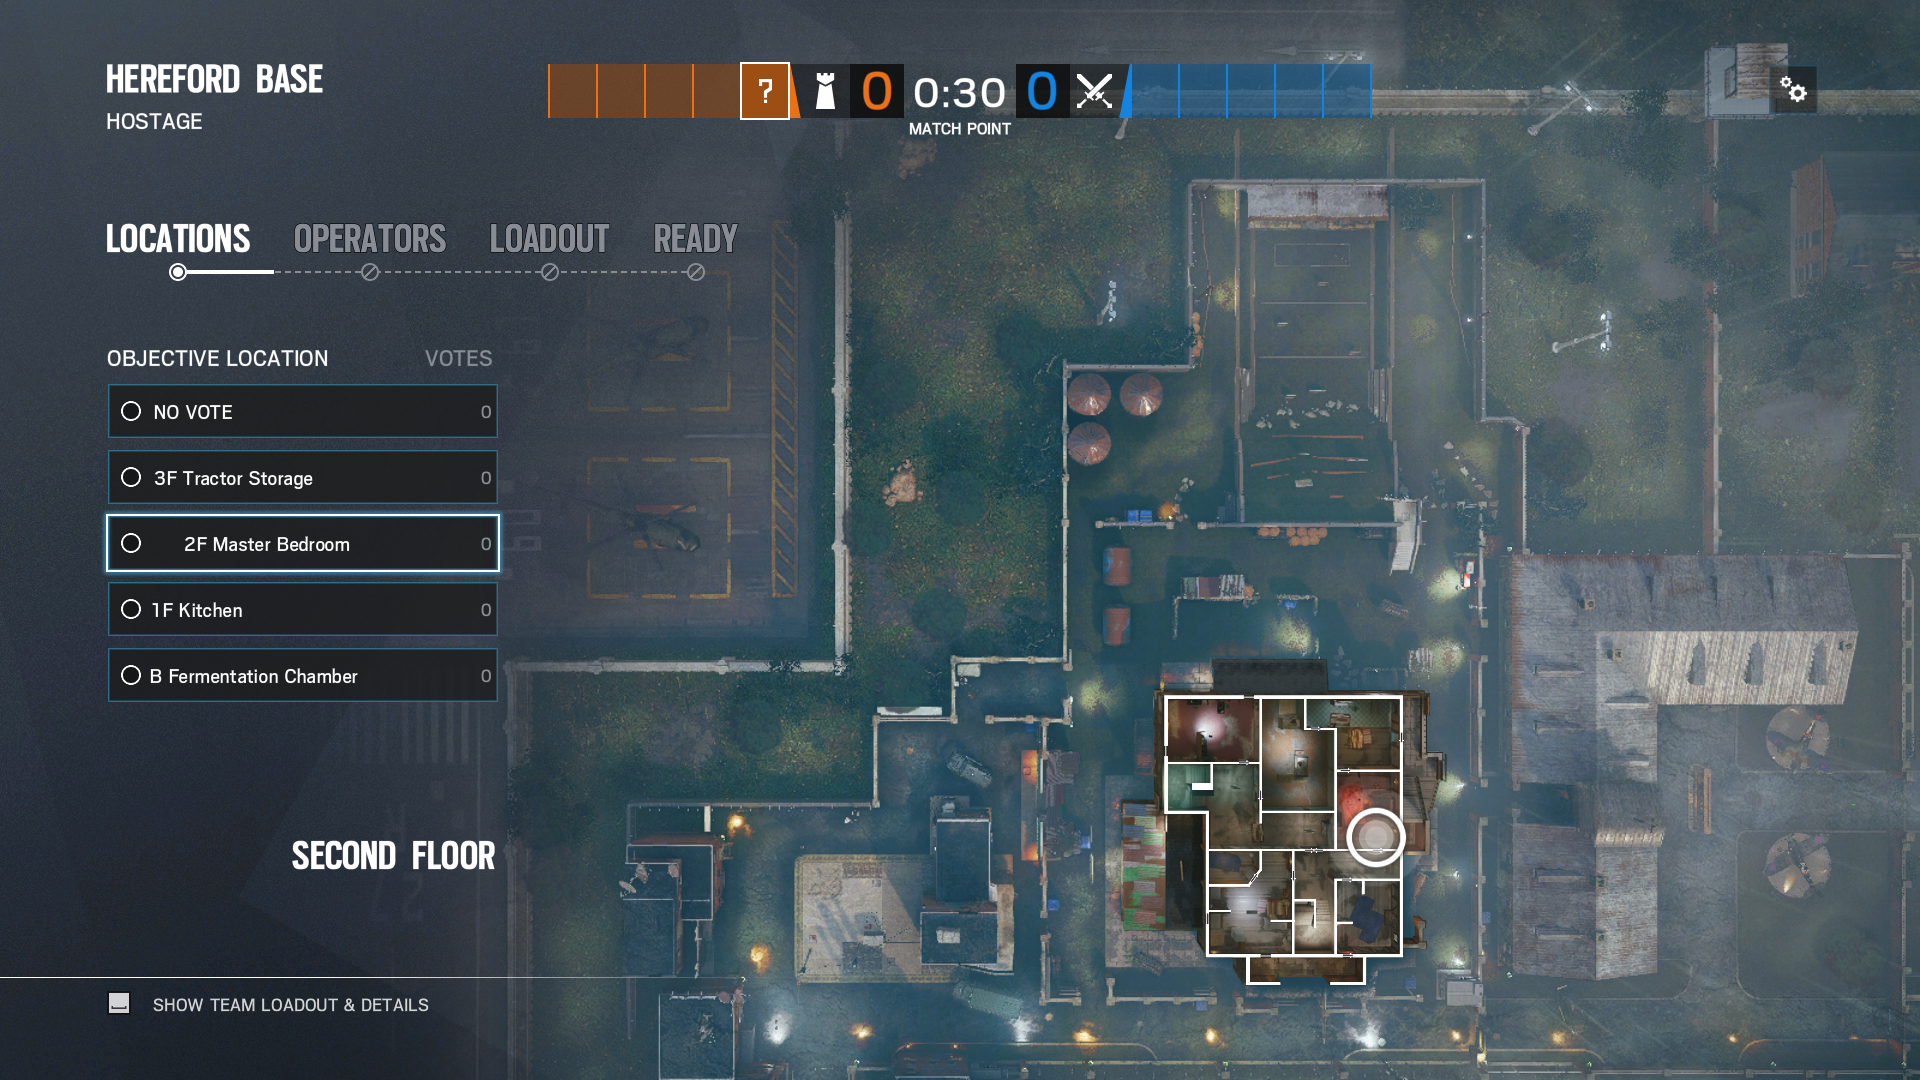 HEREFORD BASE
HOSTAGE
?
0
0:30
0
MATCH POINT
LOCATIONS
OPERATORS
LOADOUT
READY
OBJECTIVE LOCATION
VOTES
NO VOTE
0
3F Tractor Storage
0
2F Master Bedroom
0
1F Kitchen
0
B Fermentation Chamber
0
SECOND FLOOR
SHOW TEAM LOADOUT & DETAILS